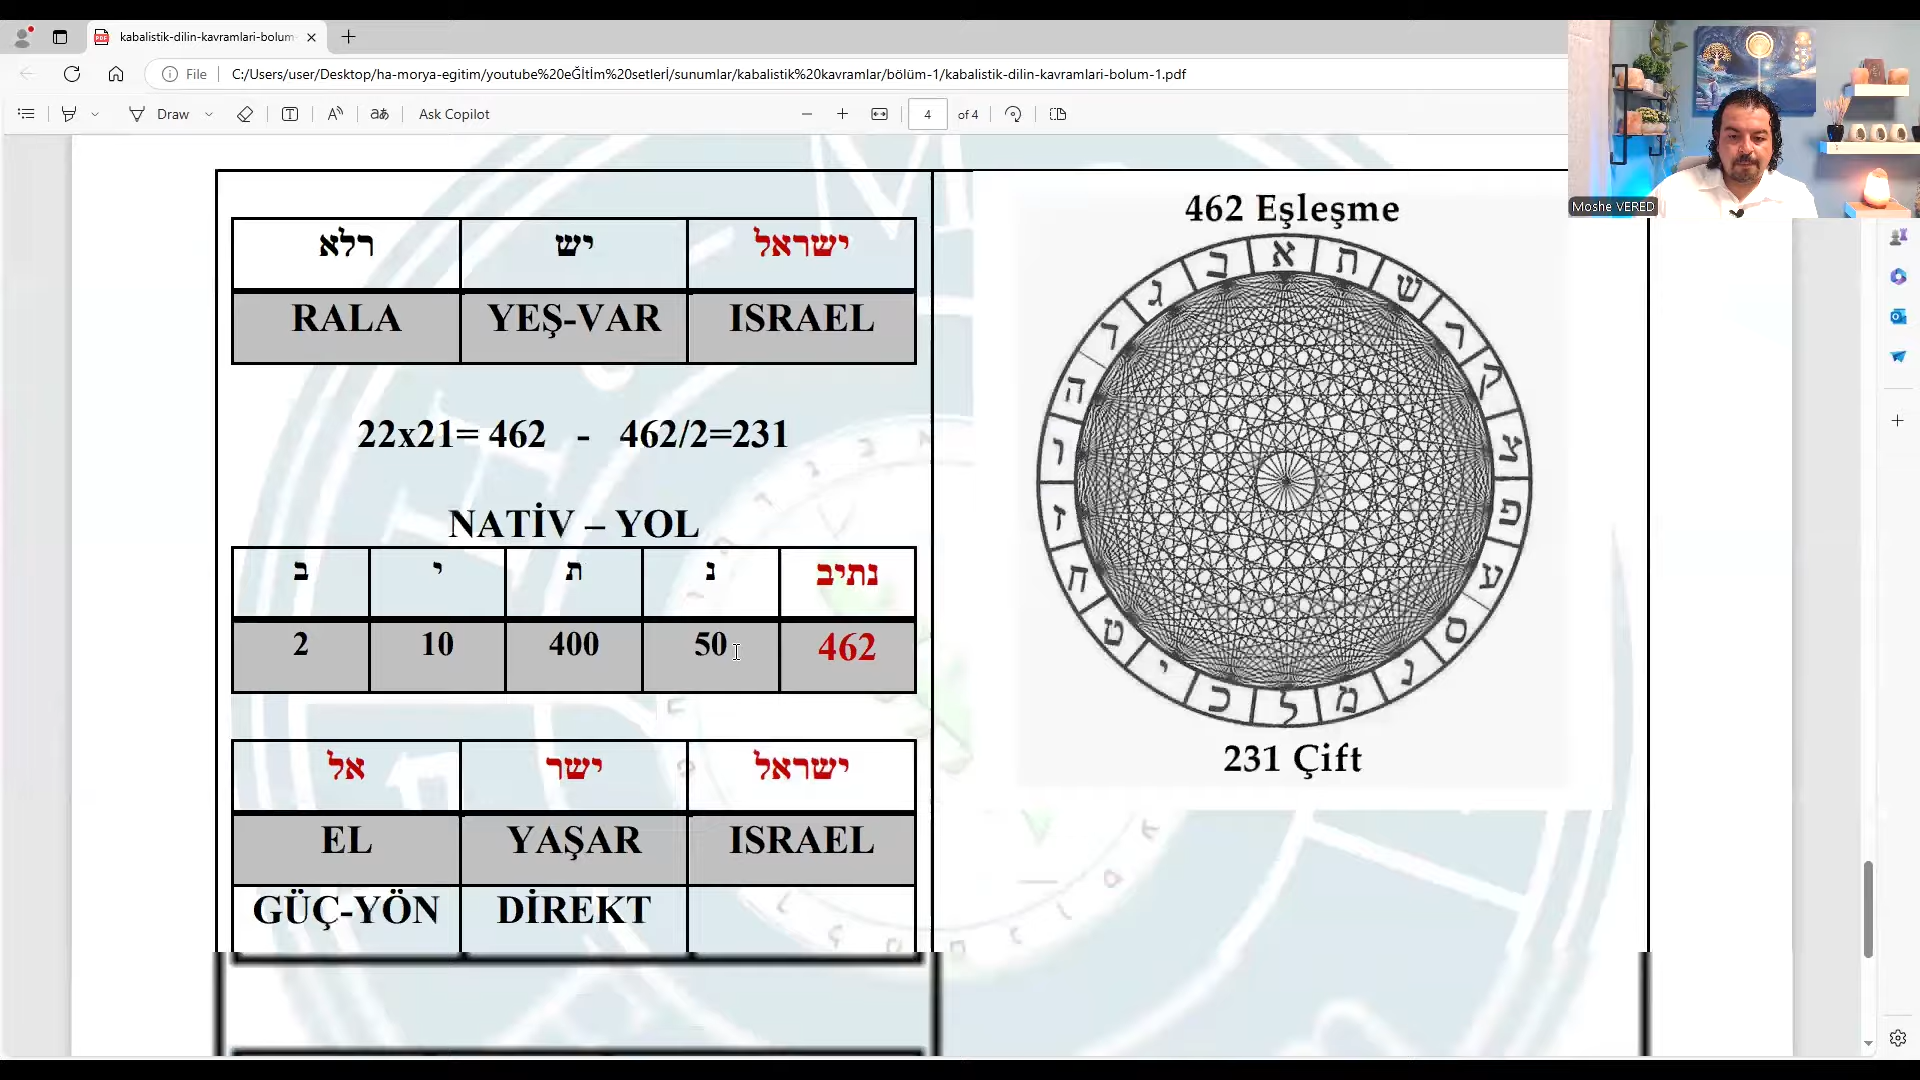 kabalistik-dilin-kavramlari-bolum-
File
C:/Users/user/Desktop/ha-morya-egitim/youtube%20eĞİtİm%20setlerİ/sunumlar/kabalistik%20kavramlar/bölüm-1/kabalistik-dilin-kavramlari-bolum-1.pdf
Draw
Ask Copilot
4 of 4
Moshe VERED
רלא יש ישראל
RALA YEŞ-VAR ISRAEL
22x21= 462 - 462/2=231
NATİV – YOL
ב י ת נ נתיב
2 10 400 50 462
אל ישר ישראל
EL YAŞAR ISRAEL
GÜÇ-YÖN DİREKT
462 Eşleşme
א ת ש ר ק צ פ ע ס נ מ ל כ י ט ח ז ו ה ד ג ב
231 Çift